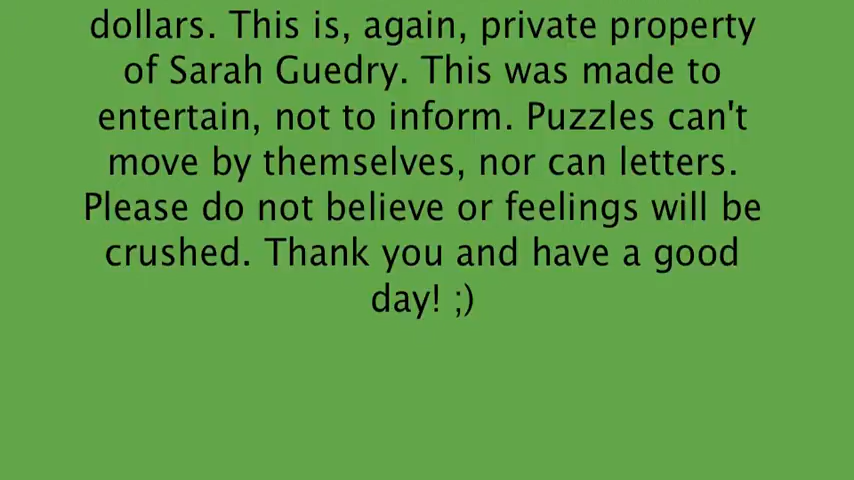 dollars. This is, again, private property
of Sarah Guedry. This was made to
entertain, not to inform. Puzzles can't
move by themselves, nor can letters.
Please do not believe or feelings will be
crushed. Thank you and have a good
day! ;)